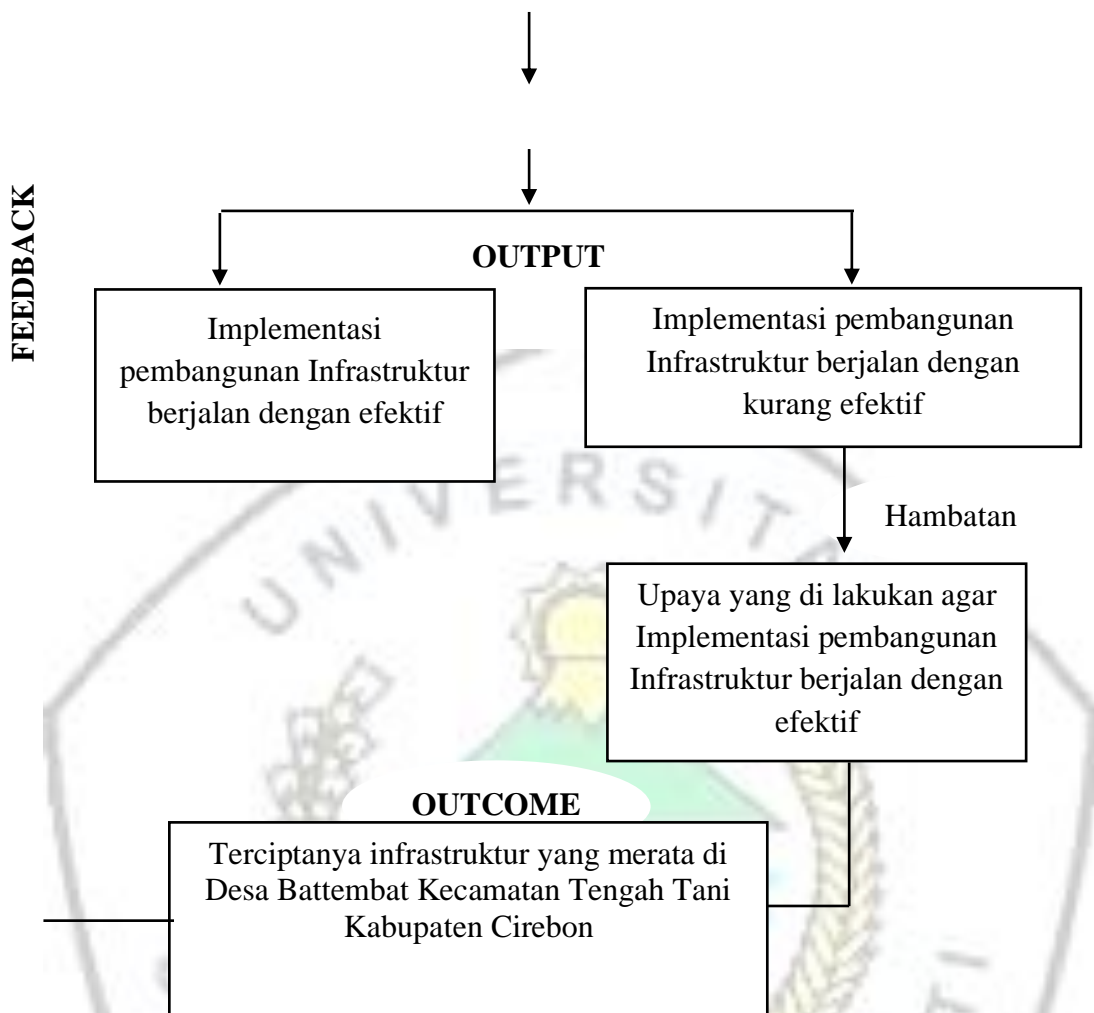 FEEDBACK
OUTPUT
Implementasi
pembangunan Infrastruktur
berjalan dengan efektif
Implementasi pembangunan
Infrastruktur berjalan dengan
kurang efektif
Hambatan
Upaya yang di lakukan agar
Implementasi pembangunan
Infrastruktur berjalan dengan
efektif
OUTCOME
Terciptanya infrastruktur yang merata di
Desa Battembat Kecamatan Tengah Tani
Kabupaten Cirebon
UNIVERSITA